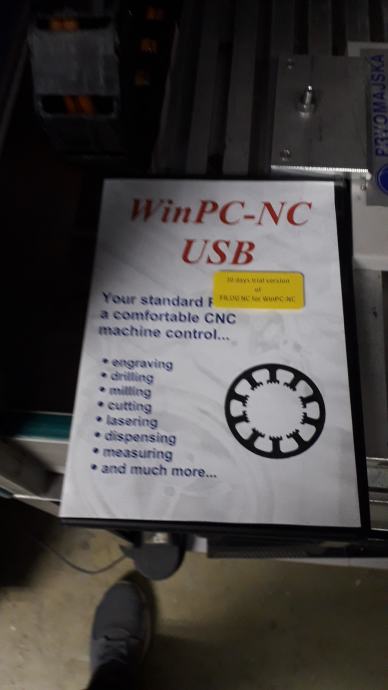 PRVOMAJSKA
WinPC-NC
USB
30 days trial version
of
FILOU NC for WinPC-NC
Your standard
a comfortable CNC
machine control...
• engraving
• drilling
• milling
• cutting
• lasering
• dispensing
• measuring
• and much more...